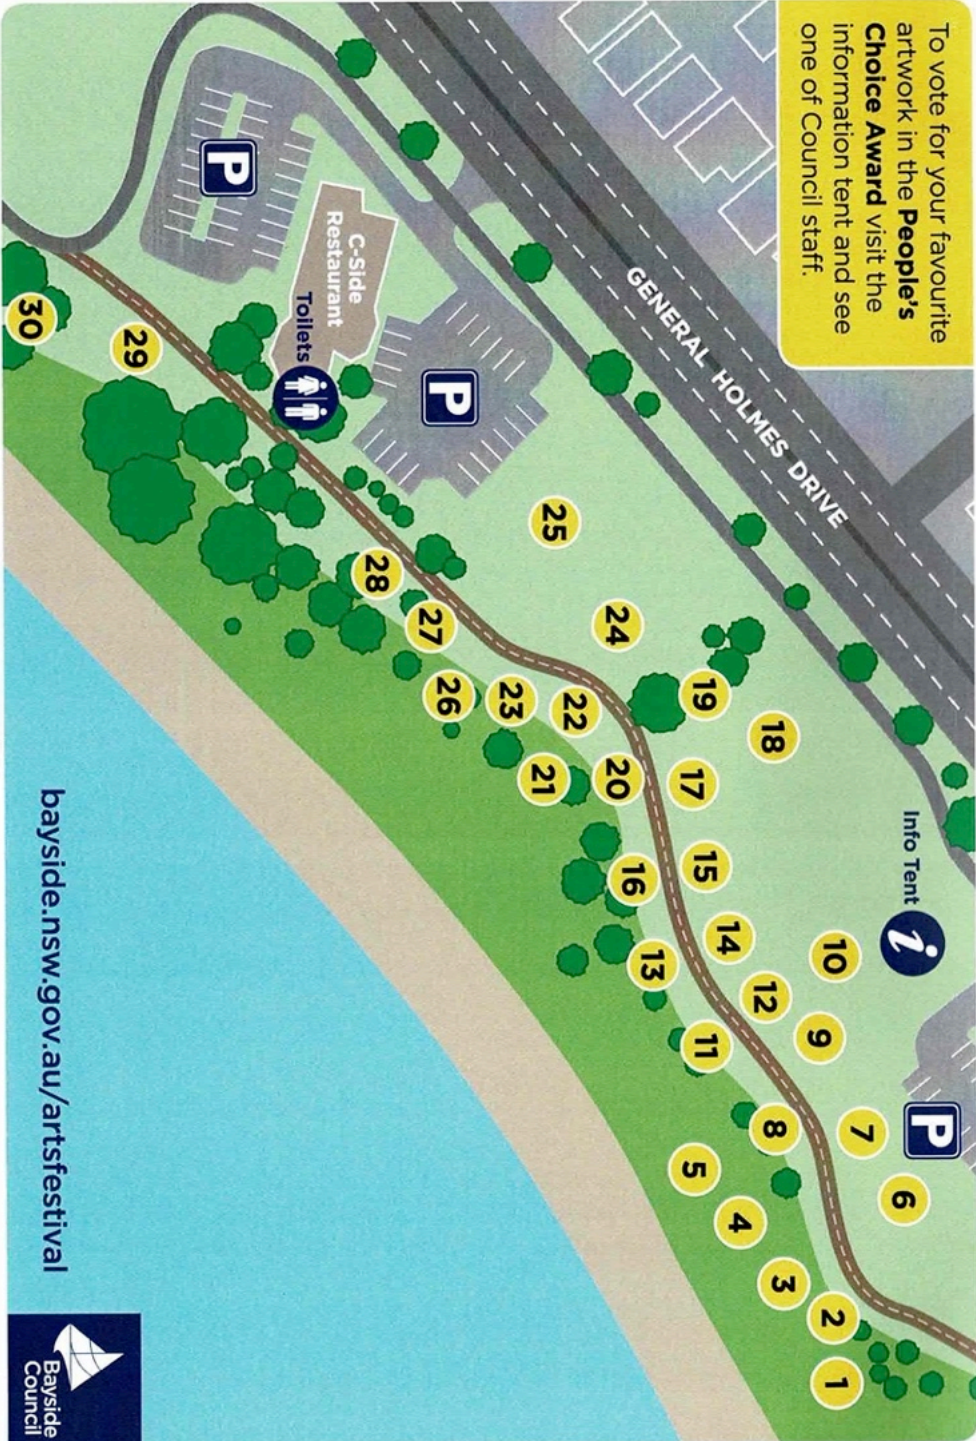 To vote for your favourite
artwork in the People's
Choice Award visit the
information tent and see
one of Council staff.
GENERAL HOLMES DRIVE
P
C-Side
Restaurant
Toilets
P
Info Tent
i
P
30
29
28
27
26
25
24
23
22
21
20
19
18
17
16
15
14
13
12
11
10
9
8
7
6
5
4
3
2
1
bayside.nsw.gov.au/artsfestival
Bayside
Council